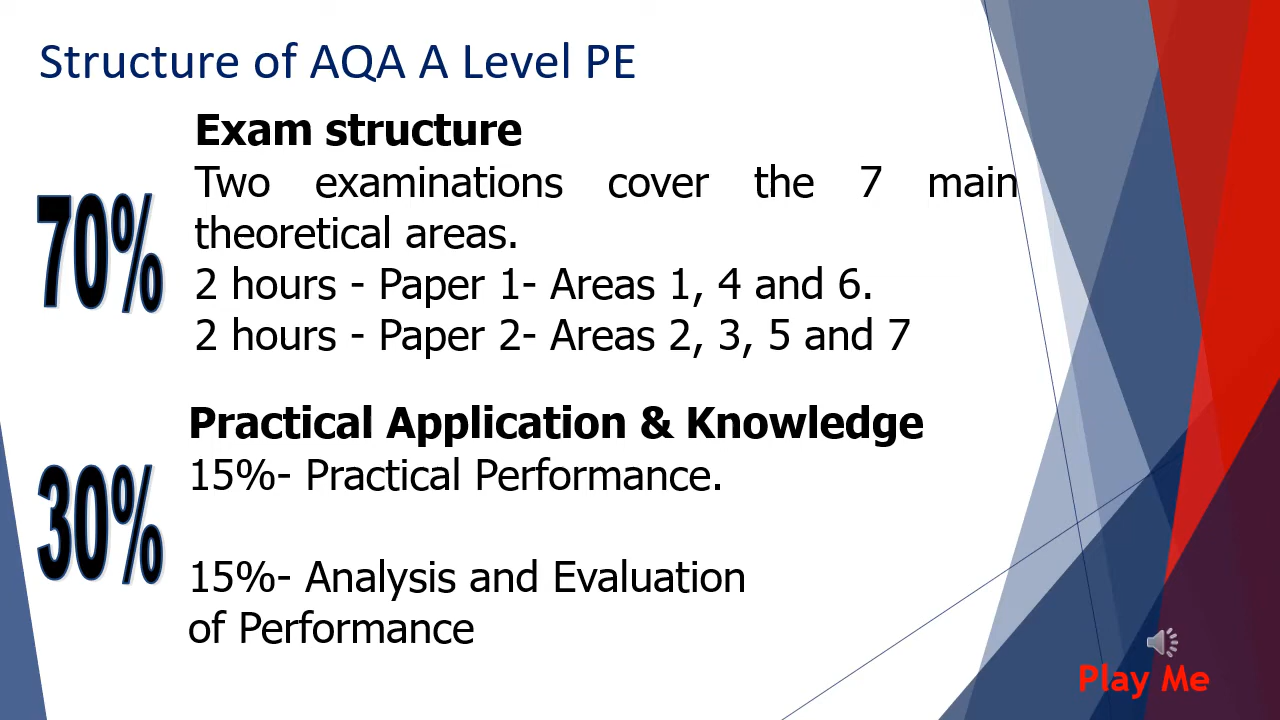 Structure of AQA A Level PE
Exam structure
70%
Two examinations cover the 7 main
theoretical areas.
2 hours - Paper 1- Areas 1, 4 and 6.
2 hours - Paper 2- Areas 2, 3, 5 and 7
Practical Application & Knowledge
30%
15%- Practical Performance.
15%- Analysis and Evaluation
of Performance
Play Me